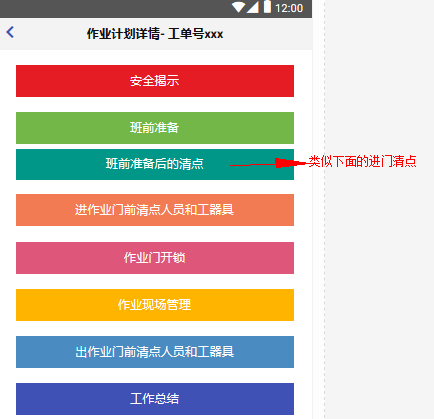 12:00
作业计划详情- 工单号xxx
安全揭示
班前准备
班前准备后的清点
类似下面的进门清点
进作业门前清点人员和工器具
作业门开锁
作业现场管理
出作业门前清点人员和工器具
工作总结